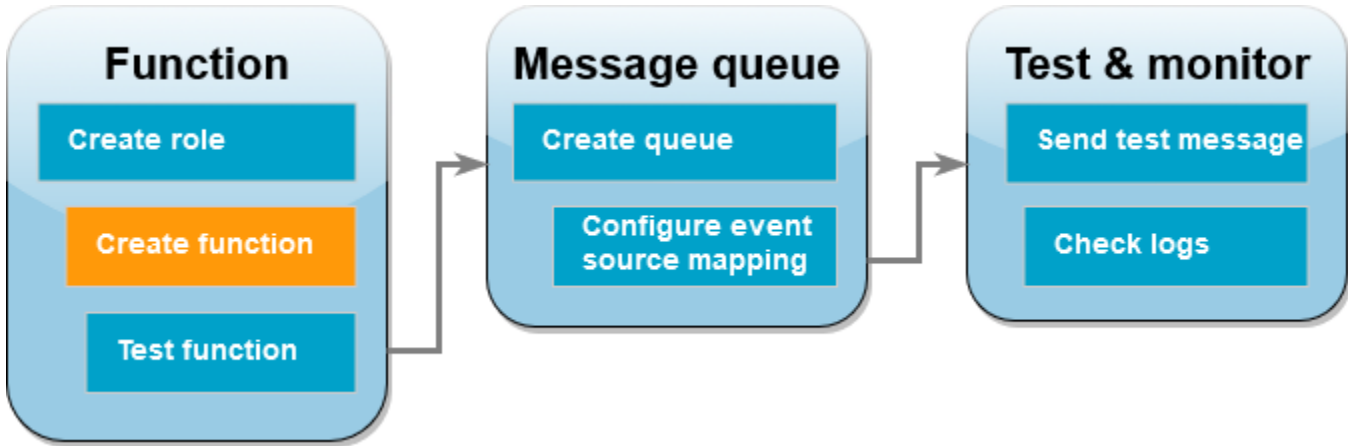 Function
Create role
Create function
Test function
Message queue
Create queue
Configure event
source mapping
Test & monitor
Send test message
Check logs